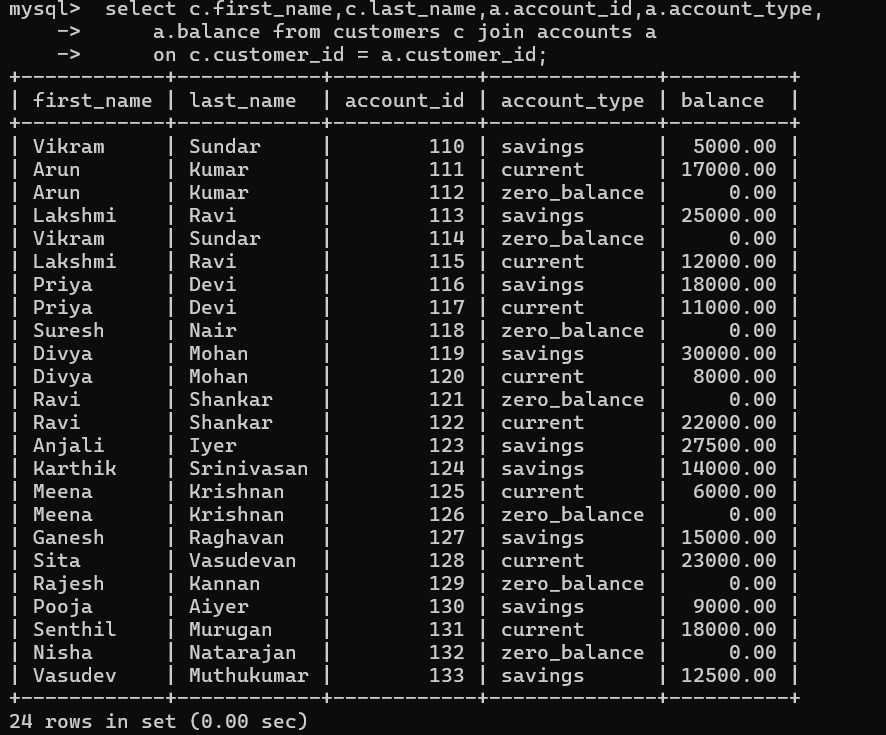 mysql>  select c.first_name,c.last_name,a.account_id,a.account_type,
    ->      a.balance from customers c join accounts a
    ->      on c.customer_id = a.customer_id;
+------------+------------+------------+--------------+----------+
| first_name | last_name  | account_id | account_type | balance  |
+------------+------------+------------+--------------+----------+
| Vikram     | Sundar     |        110 | savings      |  5000.00 |
| Arun       | Kumar      |        111 | current      | 17000.00 |
| Arun       | Kumar      |        112 | zero_balance |     0.00 |
| Lakshmi    | Ravi       |        113 | savings      | 25000.00 |
| Vikram     | Sundar     |        114 | zero_balance |     0.00 |
| Lakshmi    | Ravi       |        115 | current      | 12000.00 |
| Priya      | Devi       |        116 | savings      | 18000.00 |
| Priya      | Devi       |        117 | current      | 11000.00 |
| Suresh     | Nair       |        118 | zero_balance |     0.00 |
| Divya      | Mohan      |        119 | savings      | 30000.00 |
| Divya      | Mohan      |        120 | current      |  8000.00 |
| Ravi       | Shankar    |        121 | zero_balance |     0.00 |
| Ravi       | Shankar    |        122 | current      | 22000.00 |
| Anjali     | Iyer       |        123 | savings      | 27500.00 |
| Karthik    | Srinivasan |        124 | savings      | 14000.00 |
| Meena      | Krishnan   |        125 | current      |  6000.00 |
| Meena      | Krishnan   |        126 | zero_balance |     0.00 |
| Ganesh     | Raghavan   |        127 | savings      | 15000.00 |
| Sita       | Vasudevan  |        128 | current      | 23000.00 |
| Rajesh     | Kannan     |        129 | zero_balance |     0.00 |
| Pooja      | Aiyer      |        130 | savings      |  9000.00 |
| Senthil    | Murugan    |        131 | current      | 18000.00 |
| Nisha      | Natarajan  |        132 | zero_balance |     0.00 |
| Vasudev    | Muthukumar |        133 | savings      | 12500.00 |
+------------+------------+------------+--------------+----------+
24 rows in set (0.00 sec)